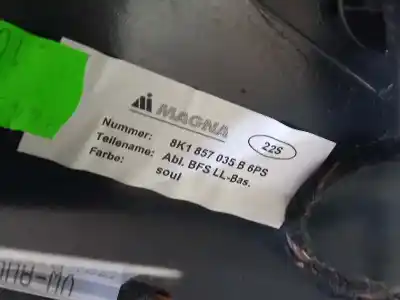 MAGNA
22S
Nummer: 8K1 857 035 B 6PS
Teilename: Abl. BFS LL-Bas.
Farbe: soul